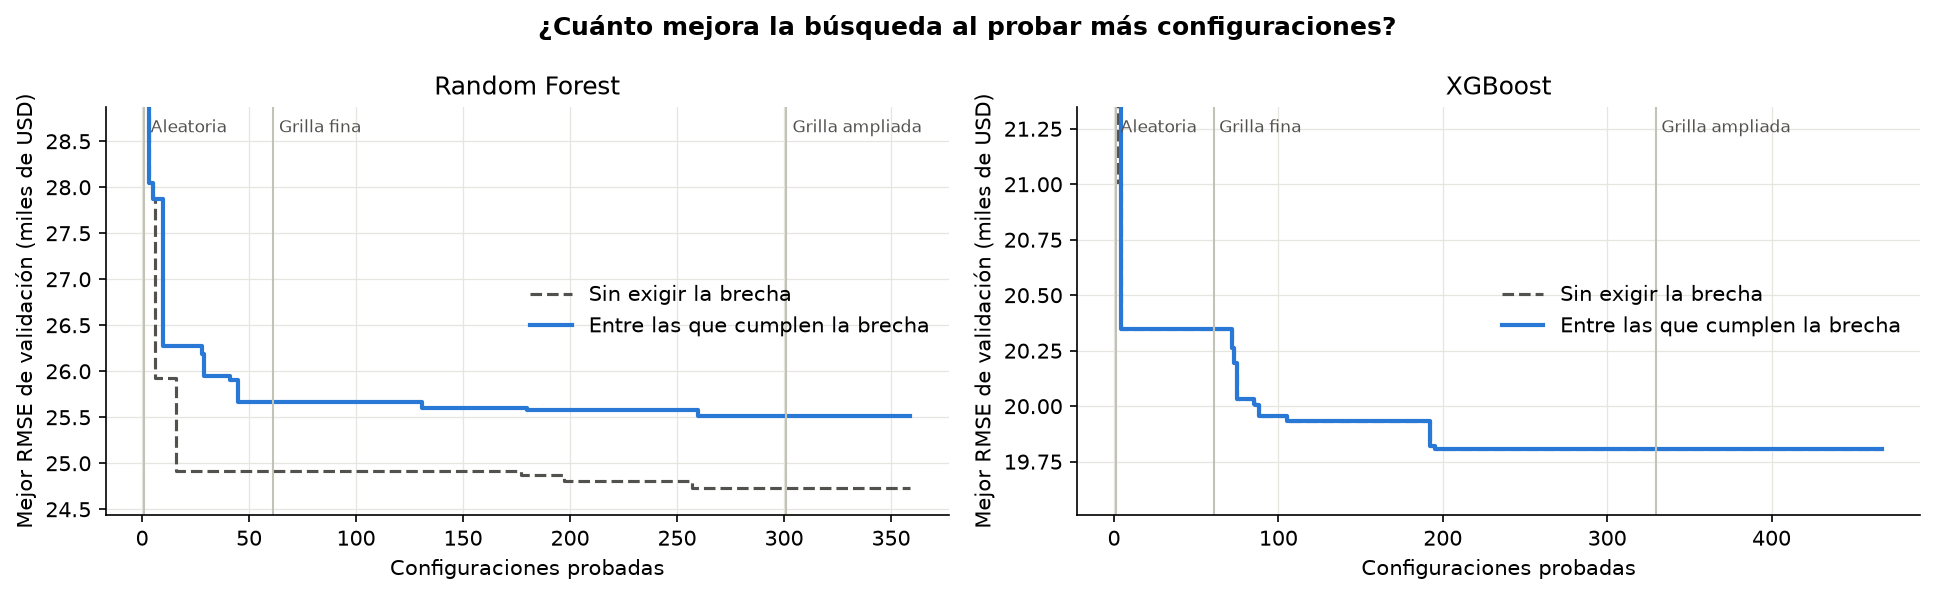 ¿Cuánto mejora la búsqueda al probar más configuraciones?
Random Forest
Mejor RMSE de validación (miles de USD)
28.5
28.0
27.5
27.0
26.5
26.0
25.5
25.0
24.5
Aleatoria
Grilla fina
Grilla ampliada
Sin exigir la brecha
Entre las que cumplen la brecha
0 50 100 150 200 250 300 350
Configuraciones probadas
XGBoost
Mejor RMSE de validación (miles de USD)
21.25
21.00
20.75
20.50
20.25
20.00
19.75
Aleatoria
Grilla fina
Grilla ampliada
Sin exigir la brecha
Entre las que cumplen la brecha
0 100 200 300 400
Configuraciones probadas